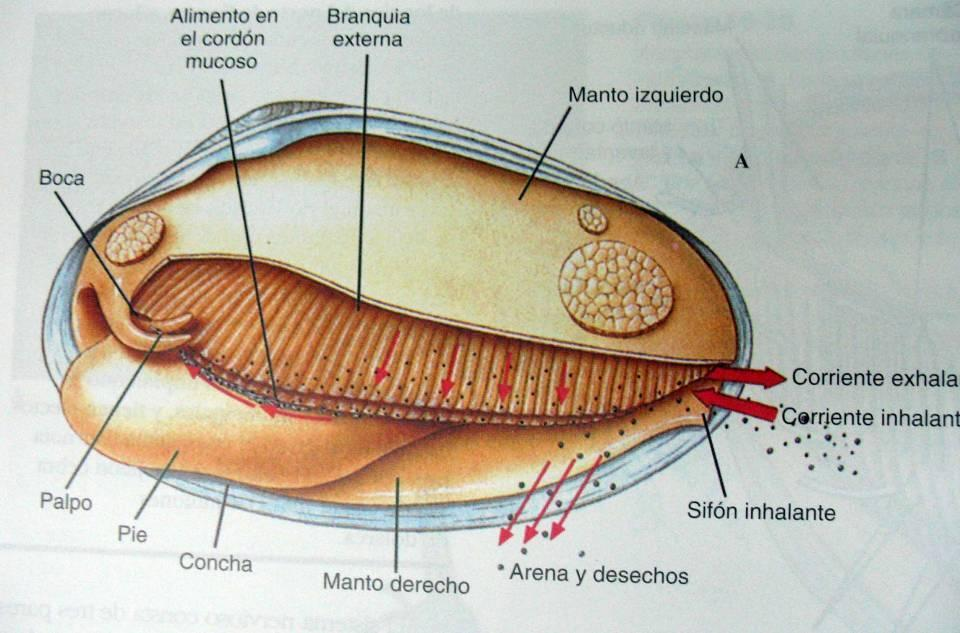 Alimento en
el cordón
mucoso
Branquia
externa
Manto izquierdo
A
Boca
Corriente exhala
Corriente inhalant
Sifón inhalante
Palpo
Pie
Concha
Manto derecho
Arena y desechos